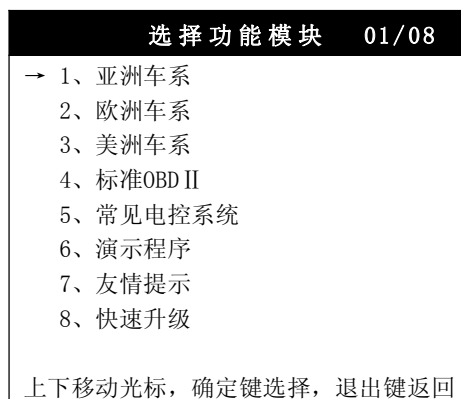 选择功能模块 01/08
→ 1、亚洲车系
2、欧洲车系
3、美洲车系
4、标准OBDⅡ
5、常见电控系统
6、演示程序
7、友情提示
8、快速升级
上下移动光标，确定键选择，退出键返回